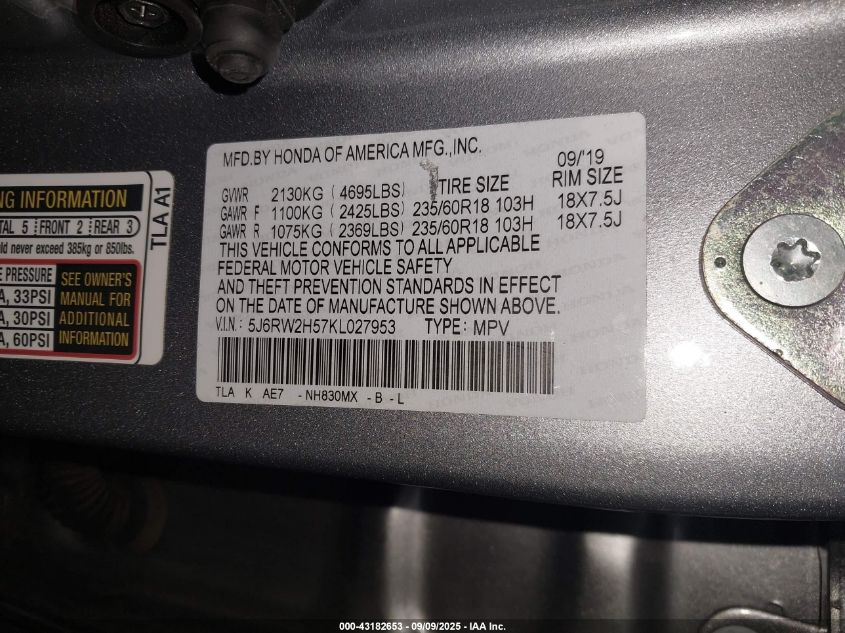 MFD.BY HONDA OF AMERICA MFG.,INC.
09/'19
GVWR 2130KG (4695LBS) TIRE SIZE RIM SIZE
GAWR F 1100KG (2425LBS) 235/60R18 103H 18X7.5J
GAWR R 1075KG (2369LBS) 235/60R18 103H 18X7.5J
THIS VEHICLE CONFORMS TO ALL APPLICABLE
FEDERAL MOTOR VEHICLE SAFETY
AND THEFT PREVENTION STANDARDS IN EFFECT
ON THE DATE OF MANUFACTURE SHOWN ABOVE.
V.I.N.: 5J6RW2H57KL027953 TYPE: MPV
TLA K AE7 -NH830MX -B -L
INFORMATION
5 FRONT 2 REAR 3
never exceed 385kg or 850lbs.
PRESSURE
33PSI
30PSI
60PSI
SEE OWNER'S
MANUAL FOR
ADDITIONAL
INFORMATION
TLA A1
000-43182653 - 09/09/2025 - IAA Inc.